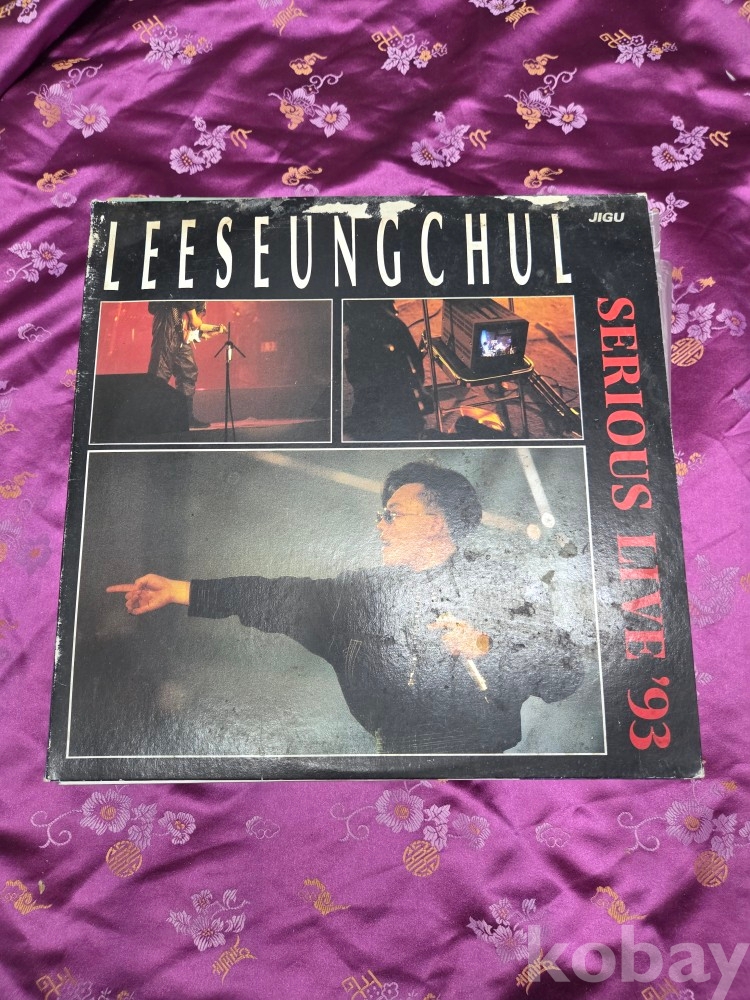 LEESEUNGCHUL
JIGU
SERIOUS LIVE '93
kobay